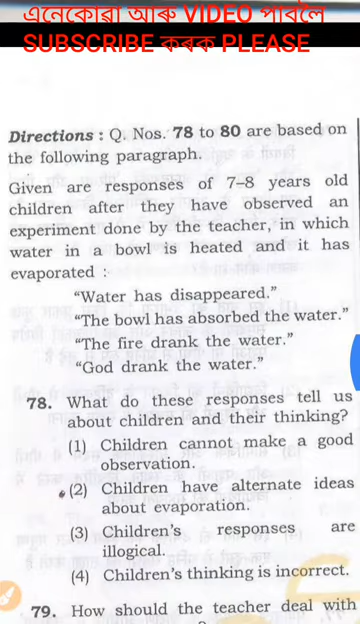 এনেকোৱা আৰু VIDEO পাবলৈ
SUBSCRIBE কৰক PLEASE
Directions : Q. Nos. 78 to 80 are based on
the following paragraph.
Given are responses of 7–8 years old
children after they have observed an
experiment done by the teacher, in which
water in a bowl is heated and it has
evaporated :
“Water has disappeared.”
“The bowl has absorbed the water.”
“The fire drank the water.”
“God drank the water.”
78. What do these responses tell us
about children and their thinking?
(1) Children cannot make a good
observation.
(2) Children have alternate ideas
about evaporation.
(3) Children’s responses are
illogical.
(4) Children’s thinking is incorrect.
79. How should the teacher deal with